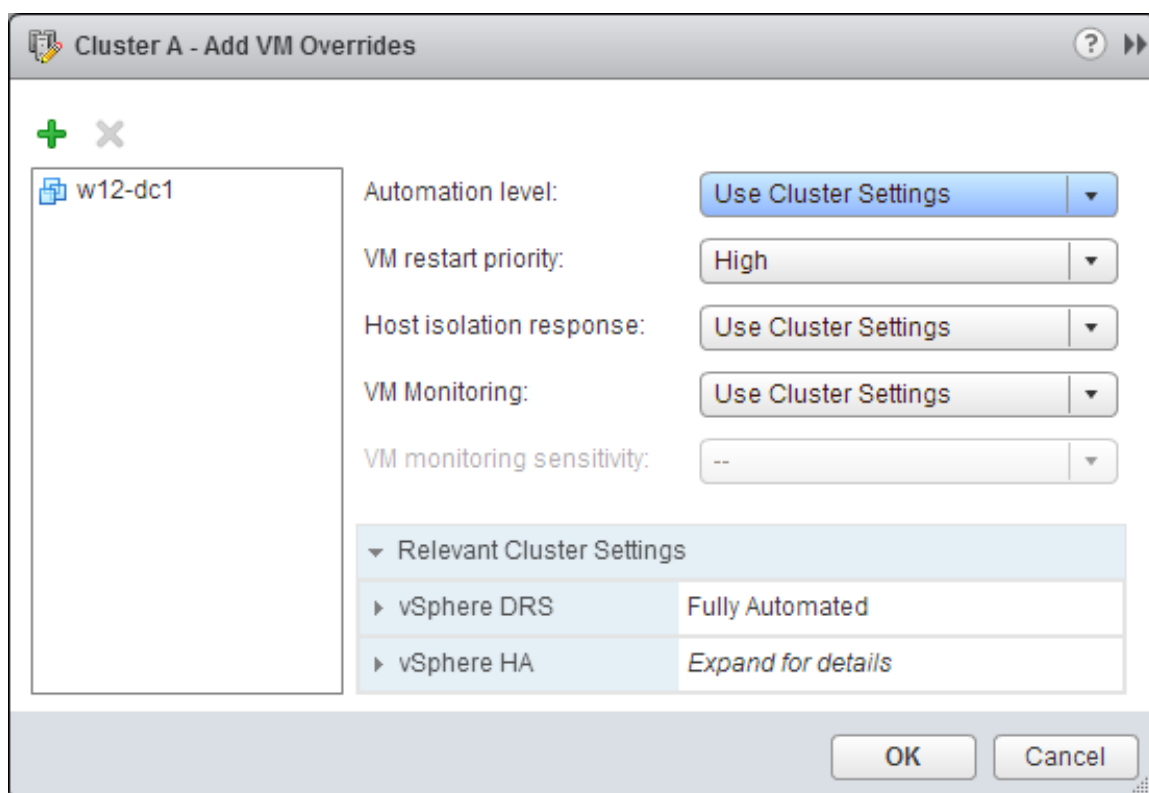 Cluster A - Add VM Overrides
?
w12-dc1
Automation level: Use Cluster Settings
VM restart priority: High
Host isolation response: Use Cluster Settings
VM Monitoring: Use Cluster Settings
VM monitoring sensitivity: --
Relevant Cluster Settings
vSphere DRS Fully Automated
vSphere HA Expand for details
OK Cancel